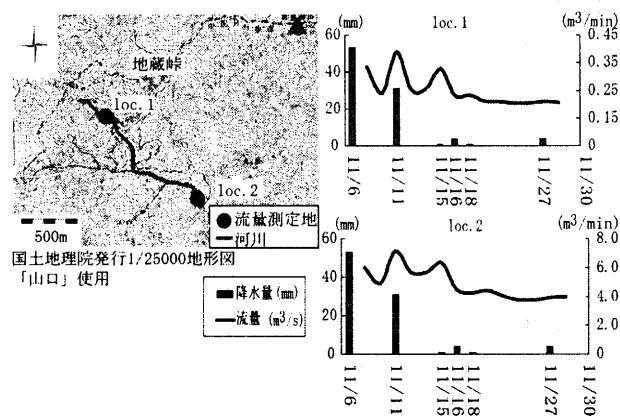 地蔵峠
loc.1
loc.2
流量測定地
河川
500m
国土地理院発行1/25000地形図
「山口」使用
降水量(mm)
流量 (m³/s)
loc.1
(mm)
(m³/min)
60
40
20
0
0.45
0.35
0.25
0.15
0
11/6
11/11
11/15
11/16
11/18
11/27
11/30
loc.2
(mm)
(m³/min)
60
40
20
0
8.0
6.0
4.0
2.0
0.0
11/6
11/11
11/15
11/16
11/18
11/27
11/30